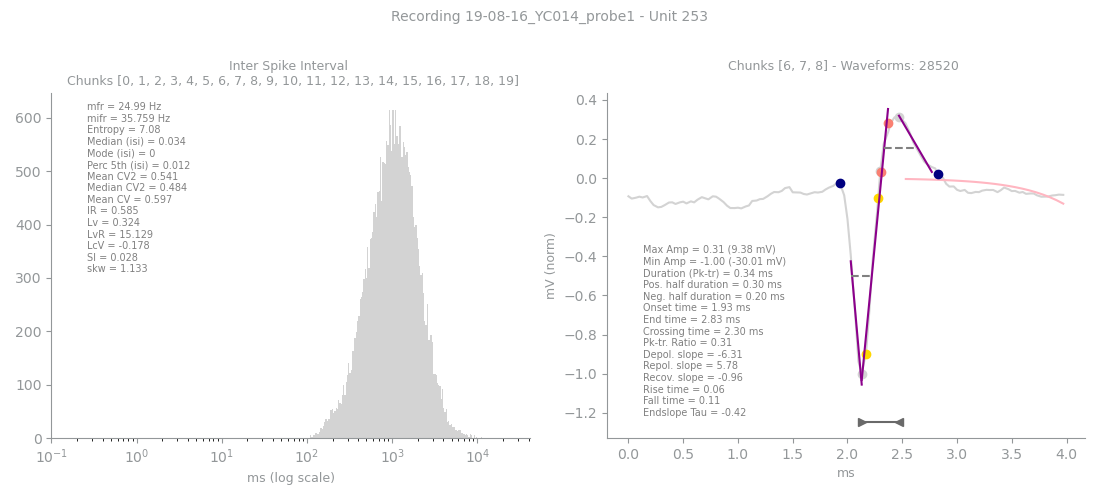 Recording 19-08-16_YC014_probe1 - Unit 253
Inter Spike Interval
Chunks [0, 1, 2, 3, 4, 5, 6, 7, 8, 9, 10, 11, 12, 13, 14, 15, 16, 17, 18, 19]
mfr = 24.99 Hz
mifr = 35.759 Hz
Entropy = 7.08
Median (isi) = 0.034
Mode (isi) = 0
Perc 5th (isi) = 0.012
Mean CV2 = 0.541
Median CV2 = 0.484
Mean CV = 0.597
IR = 0.585
Lv = 0.324
LvR = 15.129
LcV = -0.178
SI = 0.028
skw = 1.133
600
500
400
300
200
100
0
10⁻¹ 10⁰ 10¹ 10² 10³ 10⁴
ms (log scale)
Chunks [6, 7, 8] - Waveforms: 28520
mV (norm)
0.4
0.2
0.0
−0.2
−0.4
−0.6
−0.8
−1.0
−1.2
Max Amp = 0.31 (9.38 mV)
Min Amp = -1.00 (-30.01 mV)
Duration (Pk-tr) = 0.34 ms
Pos. half duration = 0.30 ms
Neg. half duration = 0.20 ms
Onset time = 1.93 ms
End time = 2.83 ms
Crossing time = 2.30 ms
Pk-tr. Ratio = 0.31
Depol. slope = -6.31
Repol. slope = 5.78
Recov. slope = -0.96
Rise time = 0.06
Fall time = 0.11
Endslope Tau = -0.42
0.0 0.5 1.0 1.5 2.0 2.5 3.0 3.5 4.0
ms